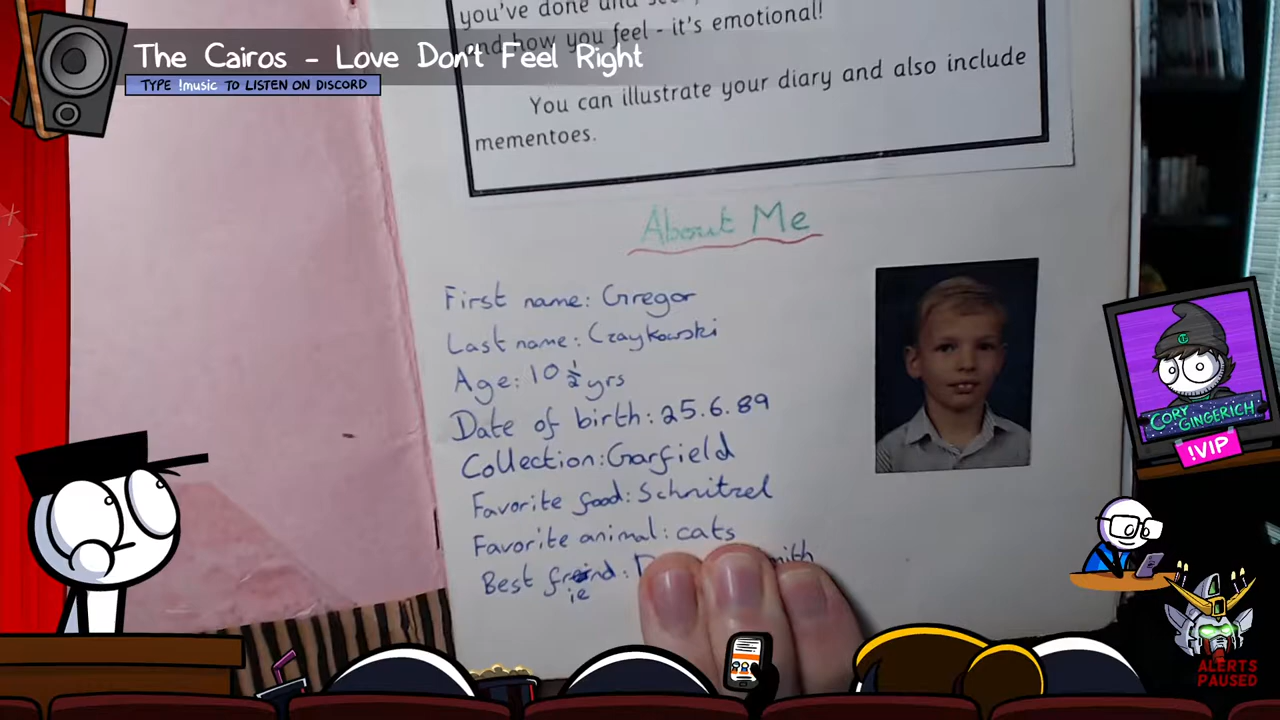 The Cairos - Love Don't Feel Right
TYPE !music TO LISTEN ON DISCORD
you've done and
and how you feel - it's emotional!
You can illustrate your diary and also include
mementoes.
About Me
First name: Gregor
Last name: Czaykowski
Age: 10 1/2 yrs
Date of birth: 25.6.89
Collection: Garfield
Favorite food: Schnitzel
Favorite animal: cats
Best freind:
ie
CORY
GINGERICH
!VIP
ALERTS
PAUSED